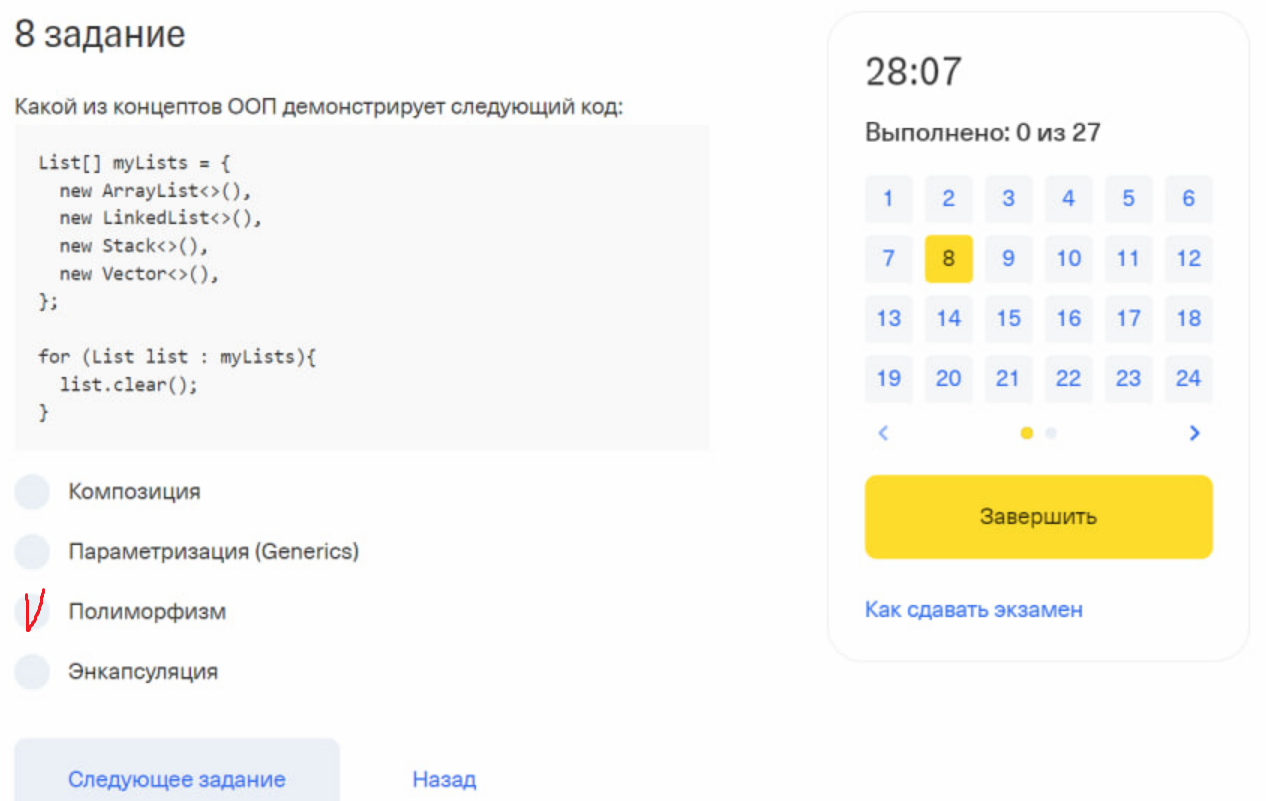 8 задание
Какой из концептов ООП демонстрирует следующий код:
List[] myLists = {
  new ArrayList<>(),
  new LinkedList<>(),
  new Stack<>(),
  new Vector<>(),
};
for (List list : myLists){
  list.clear();
}
Композиция
Параметризация (Generics)
Полиморфизм
Энкапсуляция
Следующее задание
Назад
28:07
Выполнено: 0 из 27
1 2 3 4 5 6
7 8 9 10 11 12
13 14 15 16 17 18
19 20 21 22 23 24
Завершить
Как сдавать экзамен